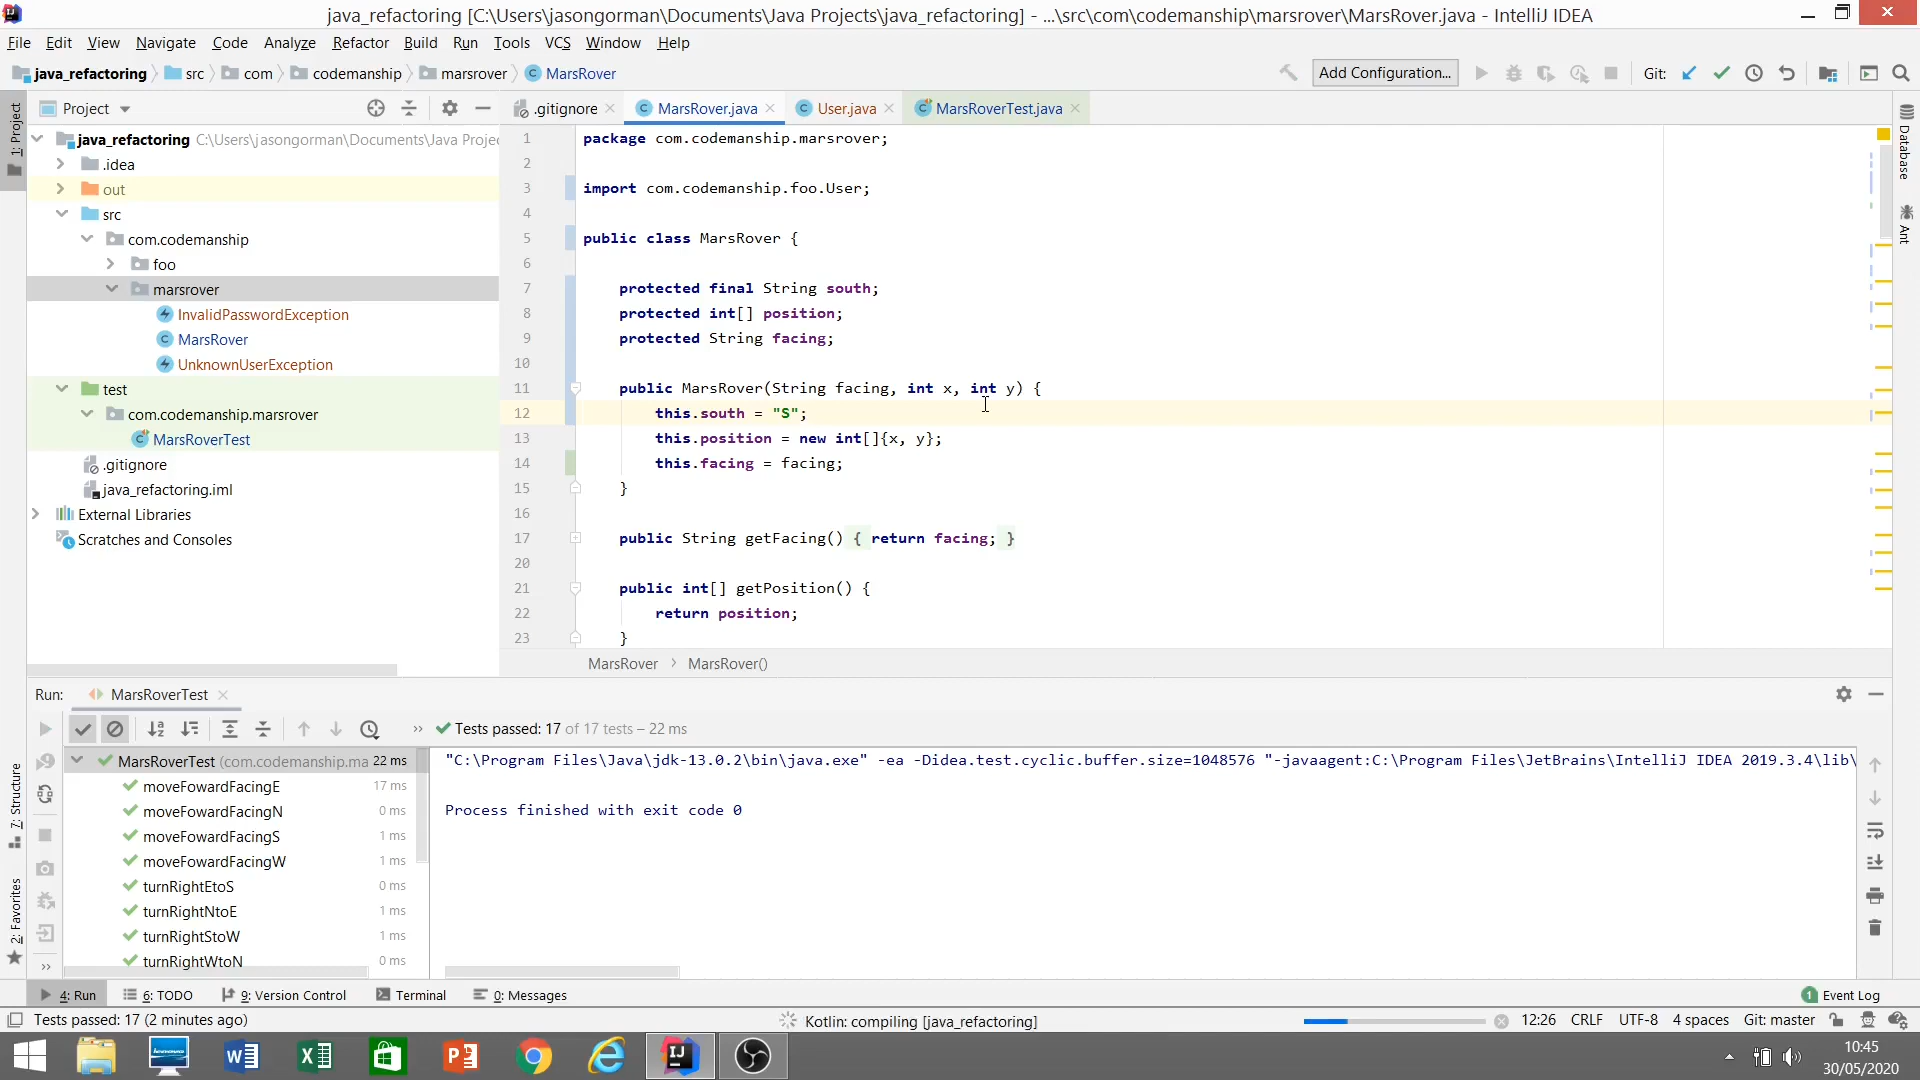 java_refactoring [C:\Users\jasongorman\Documents\Java Projects\java_refactoring] - ...\src\com\codemanship\marsrover\MarsRover.java - IntelliJ IDEA
File Edit View Navigate Code Analyze Refactor Build Run Tools VCS Window Help
java_refactoring src com codemanship marsrover MarsRover Add Configuration... Git:
Project .gitignore MarsRover.java User.java MarsRoverTest.java
1: Project
java_refactoring C:\Users\jasongorman\Documents\Java Projec
.idea
out
src
com.codemanship
foo
marsrover
InvalidPasswordException
MarsRover
UnknownUserException
test
com.codemanship.marsrover
MarsRoverTest
.gitignore
java_refactoring.iml
External Libraries
Scratches and Consoles
1 package com.codemanship.marsrover;
2
3 import com.codemanship.foo.User;
4
5 public class MarsRover {
6
7 protected final String south;
8 protected int[] position;
9 protected String facing;
10
11 public MarsRover(String facing, int x, int y) {
12 this.south = "S";
13 this.position = new int[]{x, y};
14 this.facing = facing;
15 }
16
17 public String getFacing() { return facing; }
20
21 public int[] getPosition() {
22 return position;
23 }
MarsRover MarsRover()
Database
Ant
Run: MarsRoverTest
Tests passed: 17 of 17 tests – 22 ms
MarsRoverTest (com.codemanship.ma 22 ms
moveFowardFacingE 17 ms
moveFowardFacingN 0 ms
moveFowardFacingS 1 ms
moveFowardFacingW 1 ms
turnRightEtoS 0 ms
turnRightNtoE 1 ms
turnRightStoW 1 ms
turnRightWtoN 0 ms
"C:\Program Files\Java\jdk-13.0.2\bin\java.exe" -ea -Didea.test.cyclic.buffer.size=1048576 "-javaagent:C:\Program Files\JetBrains\IntelliJ IDEA 2019.3.4\lib\
Process finished with exit code 0
7: Structure
2: Favorites
4: Run 6: TODO 9: Version Control Terminal 0: Messages 1 Event Log
Tests passed: 17 (2 minutes ago) Kotlin: compiling [java_refactoring] 12:26 CRLF UTF-8 4 spaces Git: master
10:45
30/05/2020